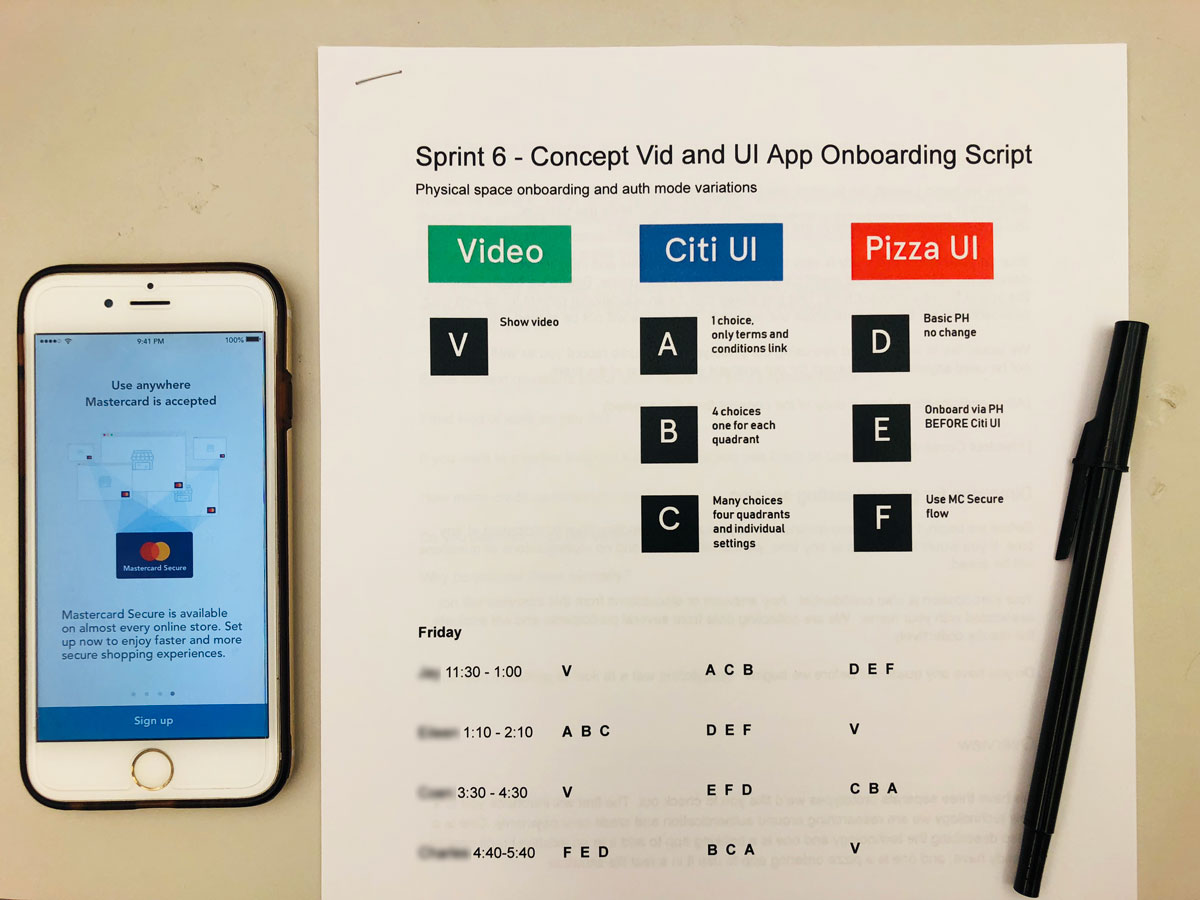 9:41 PM
100%
Use anywhere
Mastercard is accepted
Mastercard Secure
Mastercard Secure is available
on almost every online store. Set
up now to enjoy faster and more
secure shopping experiences.
Sign up
Sprint 6 - Concept Vid and UI App Onboarding Script
Physical space onboarding and auth mode variations
Video
Citi UI
Pizza UI
V
Show video
A
1 choice,
only terms and
conditions link
D
Basic PH
no change
B
4 choices
one for each
quadrant
E
Onboard via PH
BEFORE Citi UI
C
Many choices
four quadrants
and individual
settings
F
Use MC Secure
flow
Friday
11:30 - 1:00 V A C B D E F
1:10 - 2:10 A B C D E F V
3:30 - 4:30 V E F D C B A
4:40-5:40 F E D B C A V